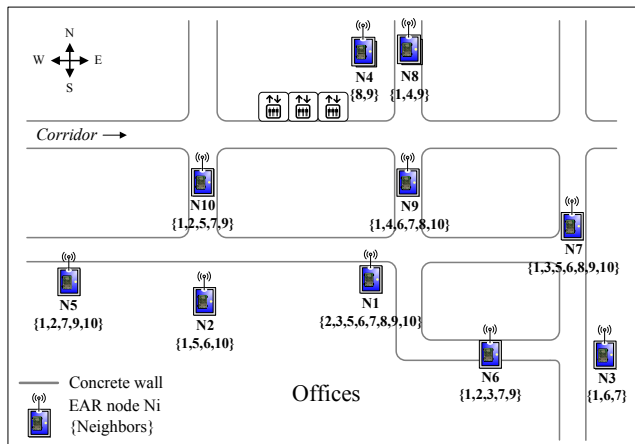 N
W E
S
N4
{8,9}
N8
{1,4,9}
Corridor
N10
{1,2,5,7,9}
N9
{1,4,6,7,8,10}
N7
{1,3,5,6,8,9,10}
N5
{1,2,7,9,10}
N2
{1,5,6,10}
N1
{2,3,5,6,7,8,9,10}
N6
{1,2,3,7,9}
N3
{1,6,7}
Concrete wall
EAR node Ni
{Neighbors}
Offices